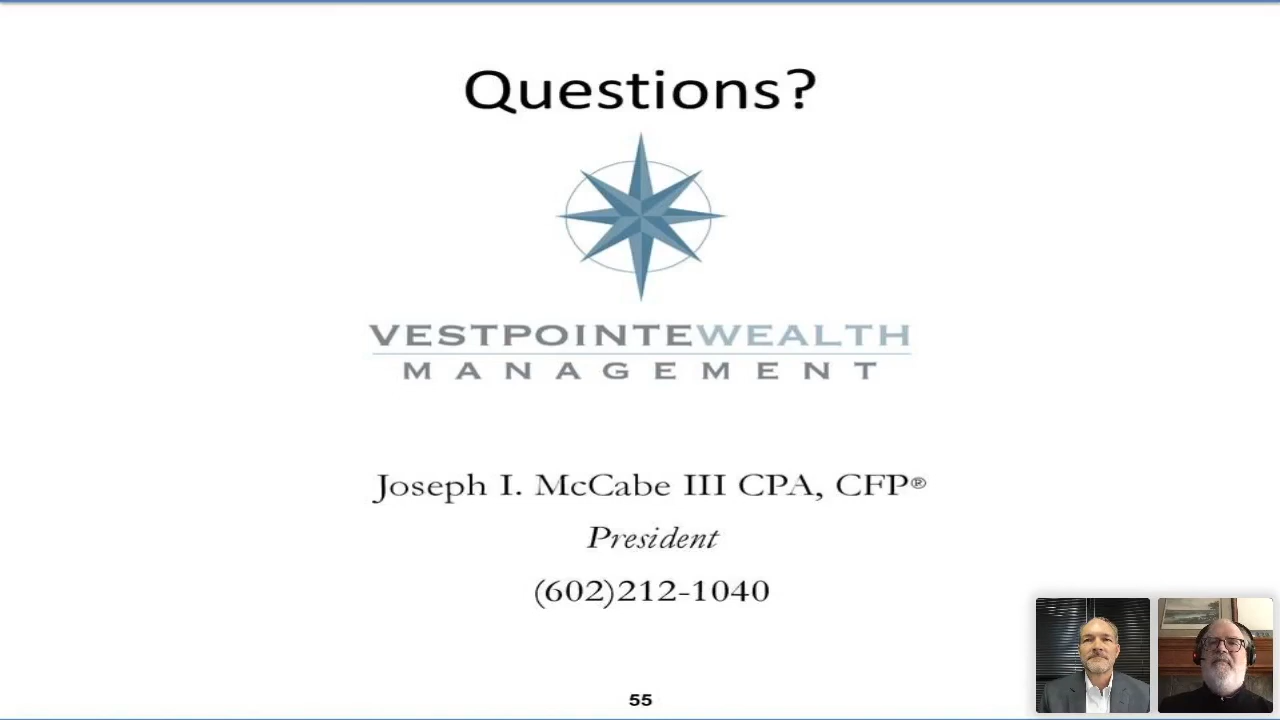 Questions?
VESTPOINTEWEALTH
MANAGEMENT
Joseph I. McCabe III CPA, CFP®
President
(602)212-1040
55